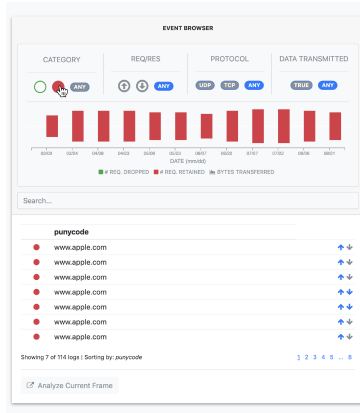 EVENT BROWSER
CATEGORY REQ/RES PROTOCOL DATA TRANSMITTED
ANY ANY UDP TCP ANY TRUE ANY
DATE (mm/dd)
# REQ. DROPPED # REQ. RETAINED BYTES TRANSFERRED
Search...
punycode
www.apple.com
www.apple.com
www.apple.com
www.apple.com
www.apple.com
www.apple.com
www.apple.com
Showing 7 of 114 logs | Sorting by: punycode 1 2 3 4 5 ... 8
Analyze Current Frame